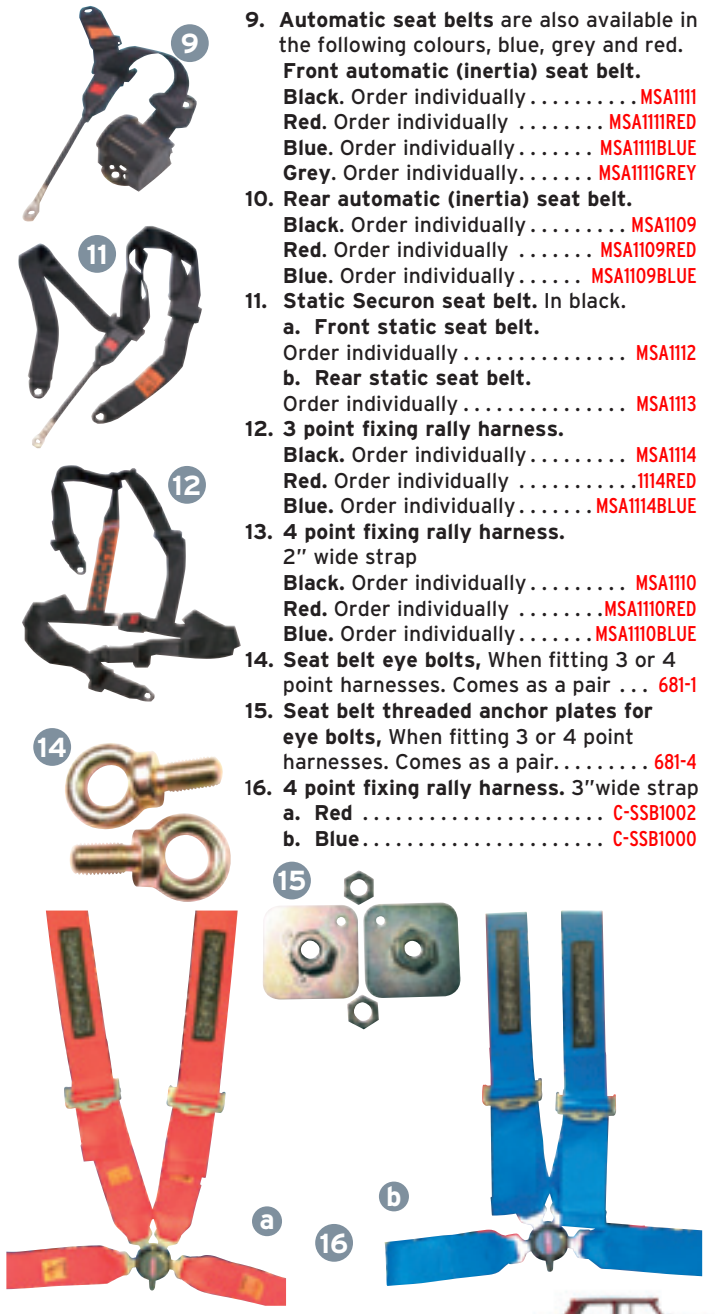 9. Automatic seat belts are also available in
the following colours, blue, grey and red.
Front automatic (inertia) seat belt.
Black. Order individually . . . . . . . . . . MSA1111
Red. Order individually . . . . . . . . MSA1111RED
Blue. Order individually . . . . . . . MSA1111BLUE
Grey. Order individually. . . . . . . MSA1111GREY
10. Rear automatic (inertia) seat belt.
Black. Order individually . . . . . . . . . MSA1109
Red. Order individually . . . . . . . MSA1109RED
Blue. Order individually . . . . . . MSA1109BLUE
11. Static Securon seat belt. In black.
a. Front static seat belt.
Order individually . . . . . . . . . . . . . . . MSA1112
b. Rear static seat belt.
Order individually . . . . . . . . . . . . . . . MSA1113
12. 3 point fixing rally harness.
Black. Order individually . . . . . . . . . MSA1114
Red. Order individually . . . . . . . . . . .1114RED
Blue. Order individually . . . . . . . MSA1114BLUE
13. 4 point fixing rally harness.
2" wide strap
Black. Order individually . . . . . . . . . MSA1110
Red. Order individually . . . . . . . .MSA1110RED
Blue. Order individually . . . . . . . MSA1110BLUE
14. Seat belt eye bolts, When fitting 3 or 4
point harnesses. Comes as a pair . . . 681-1
15. Seat belt threaded anchor plates for
eye bolts, When fitting 3 or 4 point
harnesses. Comes as a pair. . . . . . . . . 681-4
16. 4 point fixing rally harness. 3"wide strap
a. Red . . . . . . . . . . . . . . . . . . . . . . . C-SSB1002
b. Blue. . . . . . . . . . . . . . . . . . . . . . . C-SSB1000
9
11
12
14
15
a
16
b